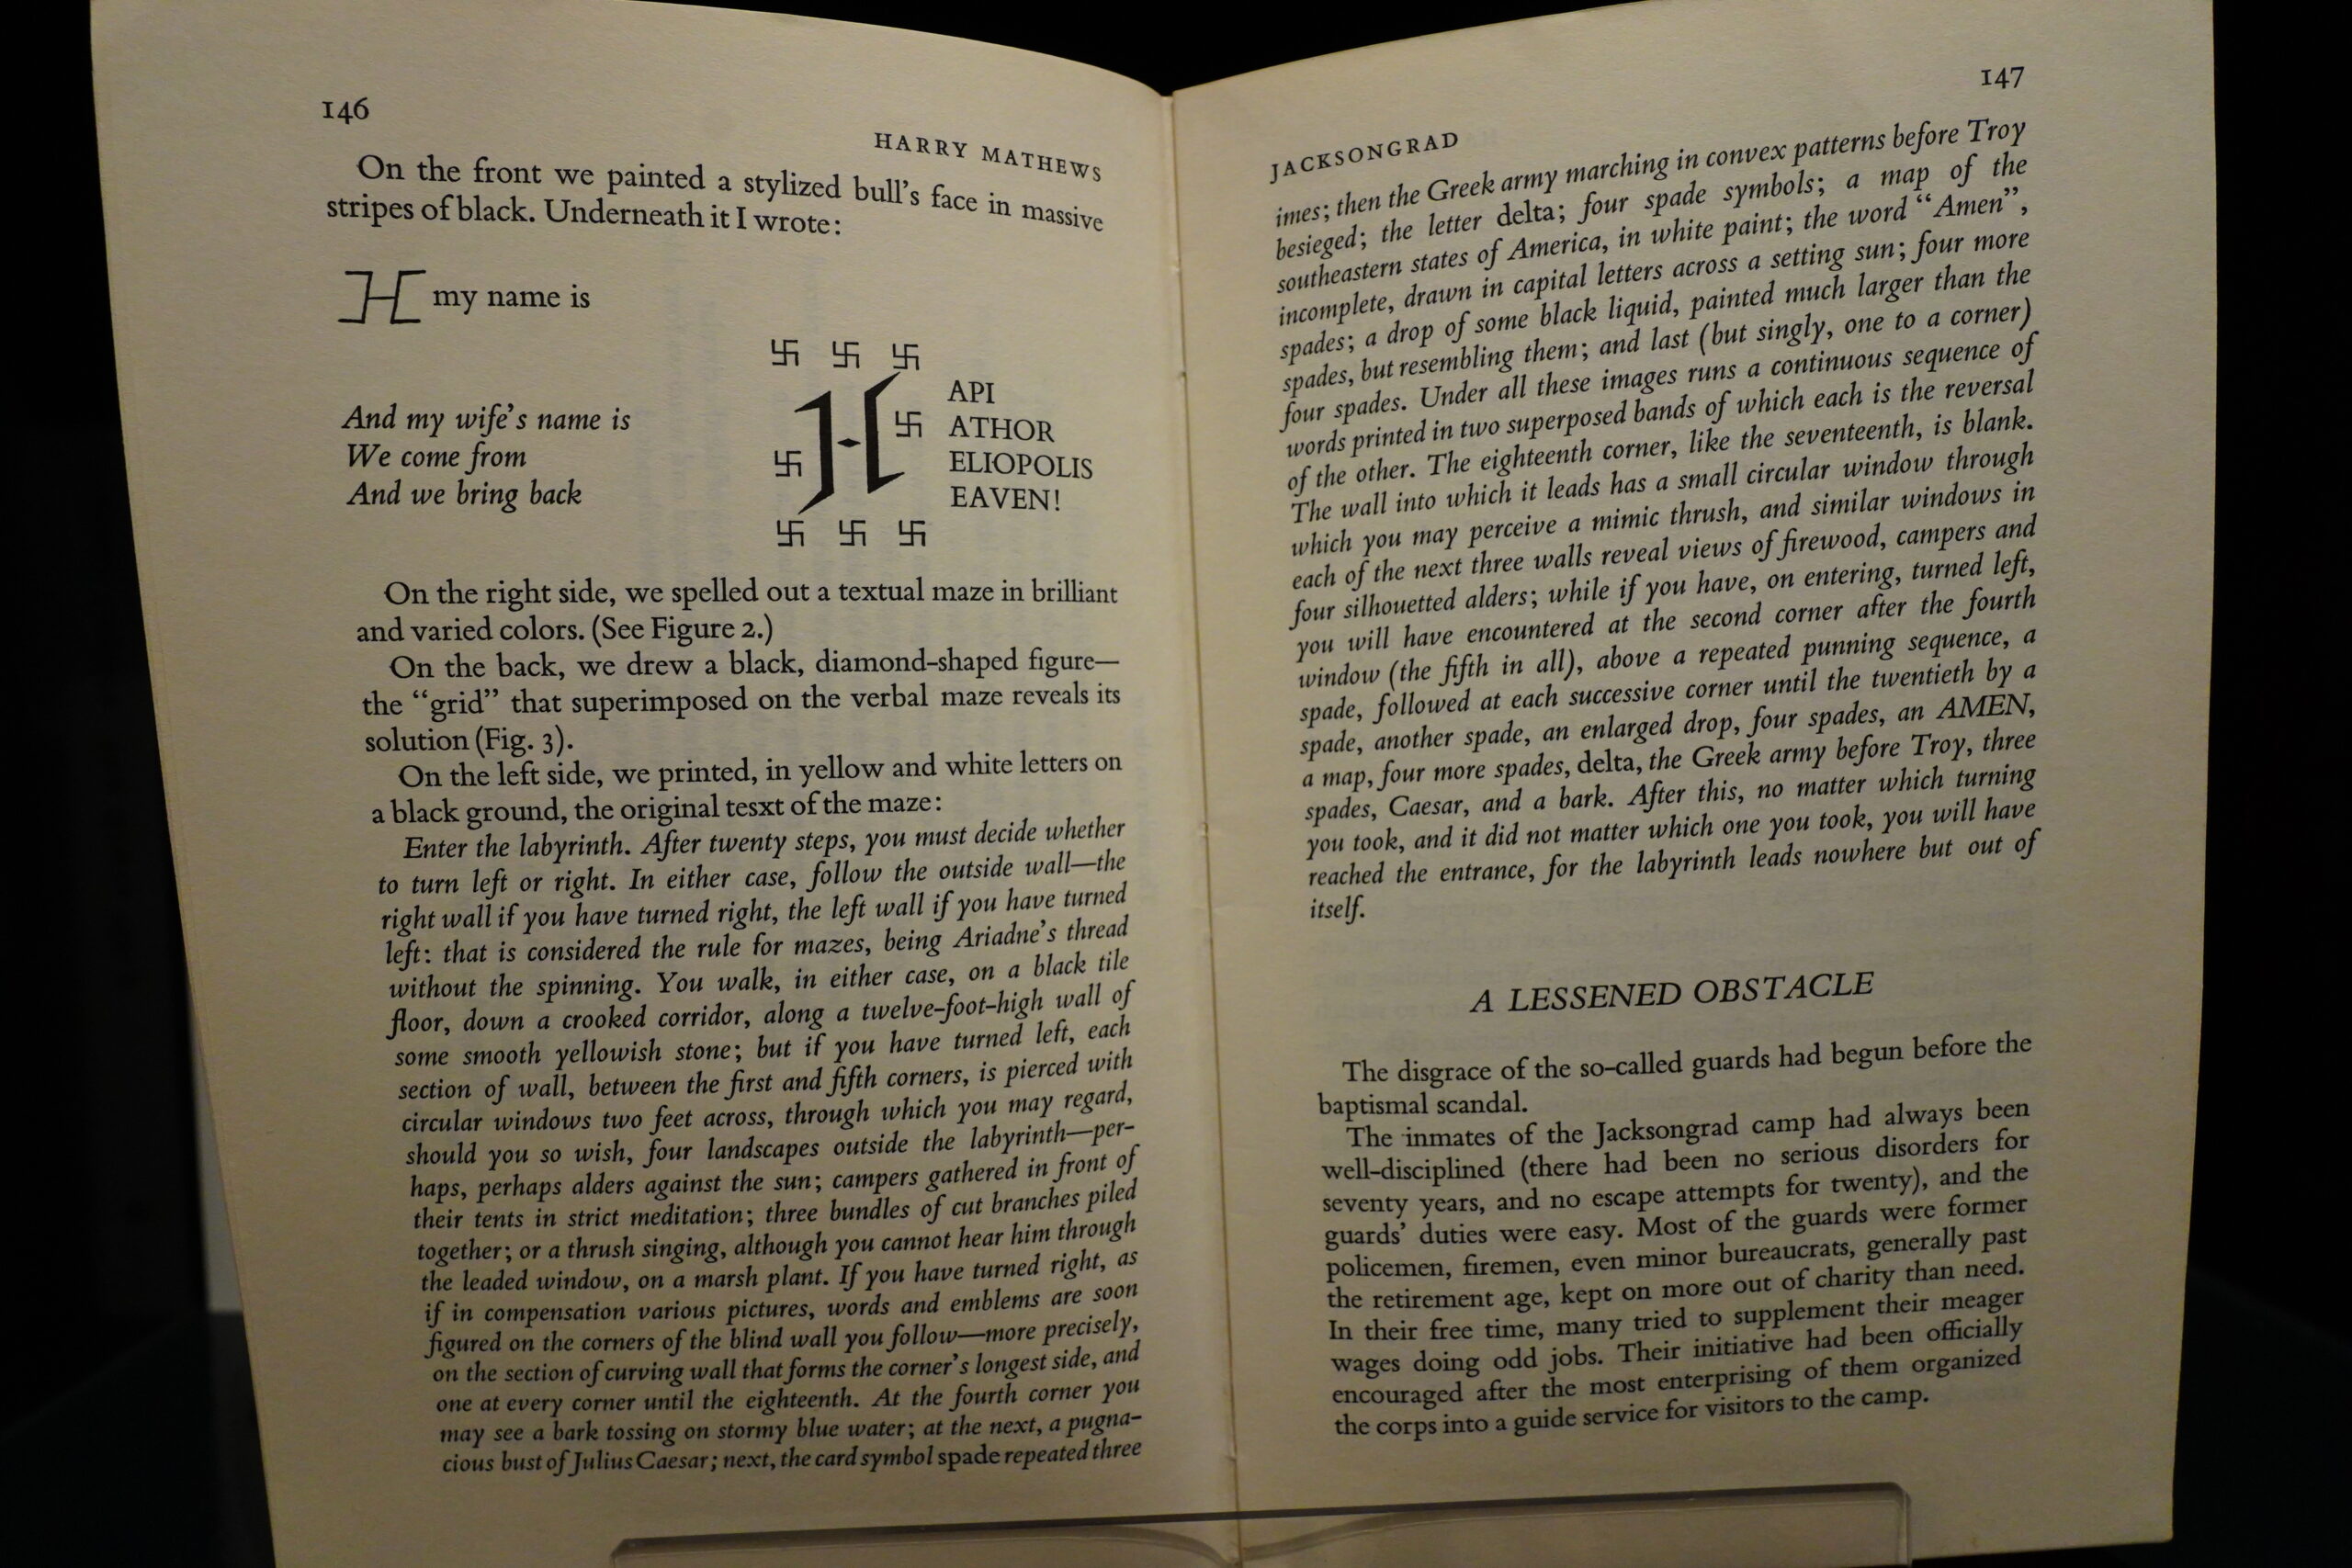 146
HARRY MATHEWS
On the front we painted a stylized bull's face in massive
stripes of black. Underneath it I wrote:
H my name is
卐 卐 卐
And my wife's name is
We come from
And we bring back
H
卐
卐
API
ATHOR
ELIOPOLIS
EAVEN!
卐 卐 卐
On the right side, we spelled out a textual maze in brilliant
and varied colors. (See Figure 2.)
On the back, we drew a black, diamond-shaped figure—
the "grid" that superimposed on the verbal maze reveals its
solution (Fig. 3).
On the left side, we printed, in yellow and white letters on
a black ground, the original tesxt of the maze:
Enter the labyrinth. After twenty steps, you must decide whether
to turn left or right. In either case, follow the outside wall—the
right wall if you have turned right, the left wall if you have turned
left: that is considered the rule for mazes, being Ariadne's thread
without the spinning. You walk, in either case, on a black tile
floor, down a crooked corridor, along a twelve-foot-high wall of
some smooth yellowish stone; but if you have turned left, each
section of wall, between the first and fifth corners, is pierced with
circular windows two feet across, through which you may regard,
should you so wish, four landscapes outside the labyrinth—per-
haps, perhaps alders against the sun; campers gathered in front of
their tents in strict meditation; three bundles of cut branches piled
together; or a thrush singing, although you cannot hear him through
the leaded window, on a marsh plant. If you have turned right, as
if in compensation various pictures, words and emblems are soon
figured on the corners of the blind wall you follow—more precisely,
on the section of curving wall that forms the corner's longest side, and
one at every corner until the eighteenth. At the fourth corner you
may see a bark tossing on stormy blue water; at the next, a pugna-
cious bust of Julius Caesar; next, the card symbol spade repeated three
147
JACKSONGRAD
imes; then the Greek army marching in convex patterns before Troy
besieged; the letter delta; four spade symbols; a map of the
southeastern states of America, in white paint; the word "Amen",
incomplete, drawn in capital letters across a setting sun; four more
spades; a drop of some black liquid, painted much larger than the
spades, but resembling them; and last (but singly, one to a corner)
four spades. Under all these images runs a continuous sequence of
words printed in two superposed bands of which each is the reversal
of the other. The eighteenth corner, like the seventeenth, is blank.
The wall into which it leads has a small circular window through
which you may perceive a mimic thrush, and similar windows in
each of the next three walls reveal views of firewood, campers and
four silhouetted alders; while if you have, on entering, turned left,
you will have encountered at the second corner after the fourth
window (the fifth in all), above a repeated punning sequence, a
spade, followed at each successive corner until the twentieth by a
spade, another spade, an enlarged drop, four spades, an AMEN,
a map, four more spades, delta, the Greek army before Troy, three
spades, Caesar, and a bark. After this, no matter which turning
you took, and it did not matter which one you took, you will have
reached the entrance, for the labyrinth leads nowhere but out of
itself.
A LESSENED OBSTACLE
The disgrace of the so-called guards had begun before the
baptismal scandal.
The inmates of the Jacksongrad camp had always been
well-disciplined (there had been no serious disorders for
seventy years, and no escape attempts for twenty), and the
guards' duties were easy. Most of the guards were former
policemen, firemen, even minor bureaucrats, generally past
the retirement age, kept on more out of charity than need.
In their free time, many tried to supplement their meager
wages doing odd jobs. Their initiative had been officially
encouraged after the most enterprising of them organized
the corps into a guide service for visitors to the camp.